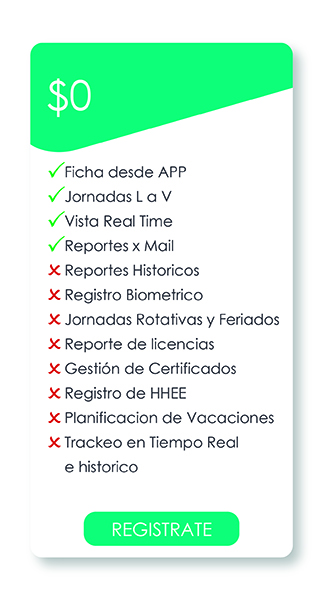 $0
Ficha desde APP
Jornadas L a V
Vista Real Time
Reportes x Mail
Reportes Historicos
Registro Biometrico
Jornadas Rotativas y Feriados
Reporte de licencias
Gestión de Certificados
Registro de HHEE
Planificacion de Vacaciones
Trackeo en Tiempo Real
e historico
REGISTRATE